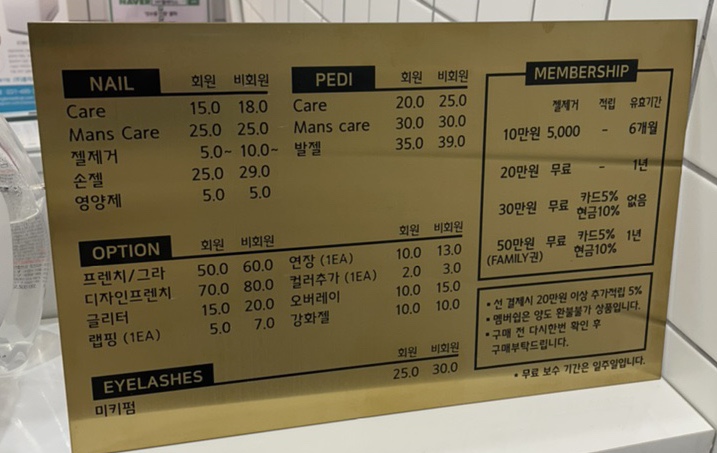 NAIL 회원 비회원
Care 15.0 18.0
Mans Care 25.0 25.0
젤제거 5.0~ 10.0~
손젤 25.0 29.0
영양제 5.0 5.0
PEDI 회원 비회원
Care 20.0 25.0
Mans care 30.0 30.0
발젤 35.0 39.0
MEMBERSHIP
젤제거 적립 유효기간
10만원 5,000 - 6개월
20만원 무료 - 1년
30만원 무료 카드5% 현금10% 없음
50만원 (FAMILY권) 무료 카드5% 현금10% 1년
OPTION 회원 비회원
프렌치/그라 50.0 60.0
디자인프렌치 70.0 80.0
글리터 15.0 20.0
랩핑 (1EA) 5.0 7.0
회원 비회원
연장 (1EA) 10.0 13.0
컬러추가 (1EA) 2.0 3.0
오버레이 10.0 15.0
강화젤 10.0 10.0
• 선 결제시 20만원 이상 추가적립 5%
• 멤버쉽은 양도 환불불가 상품입니다.
• 구매 전 다시한번 확인 후
구매부탁드립니다.
• 무료 보수 기간은 일주일입니다.
EYELASHES 회원 비회원
미키펌 25.0 30.0